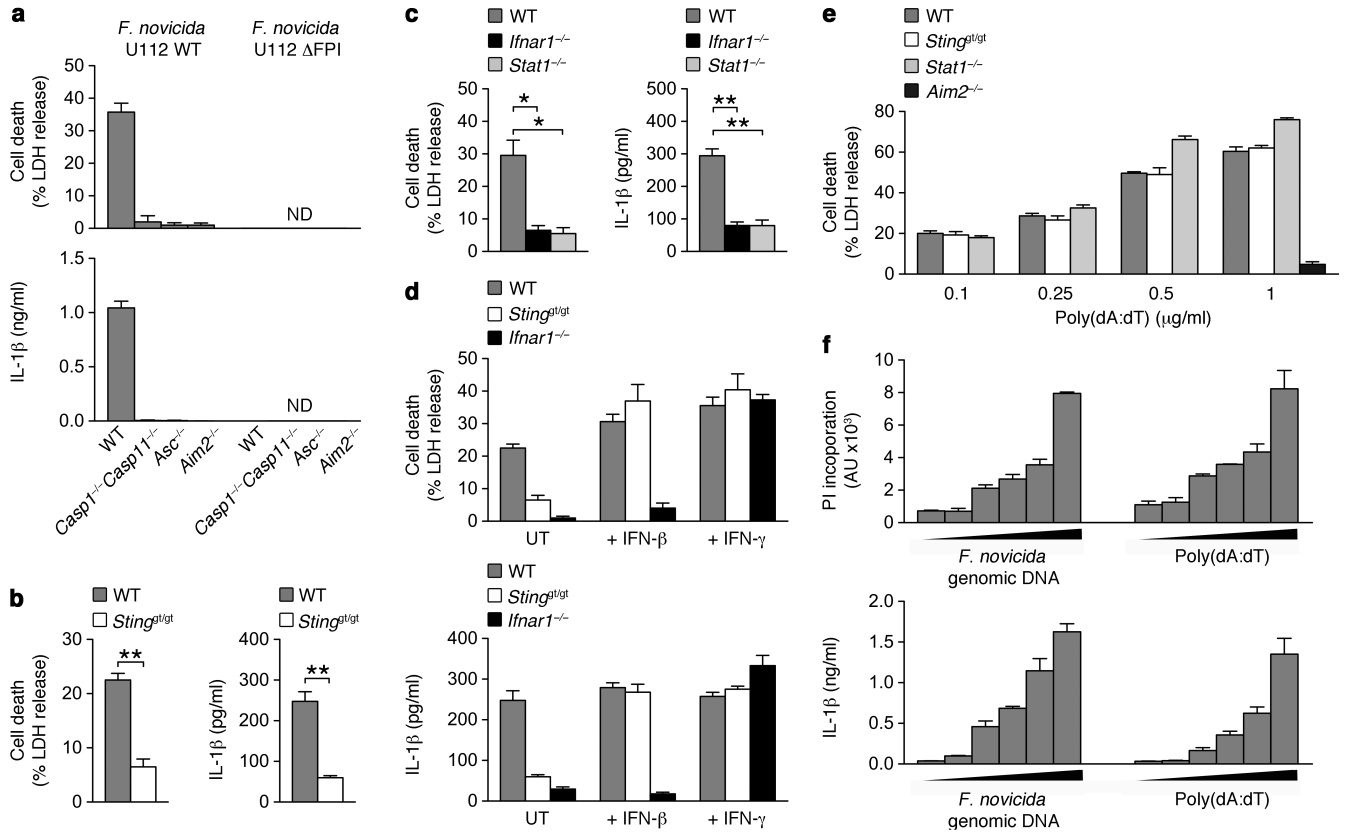 a
F. novicida
U112 WT
F. novicida
U112 ΔFPI
Cell death
(% LDH release)
50
40
30
20
10
0
ND
IL-1β (ng/ml)
1.5
1.0
0.5
0.0
ND
WT
Casp1–/–Casp11–/–
Asc–/–
Aim2–/–
WT
Casp1–/–Casp11–/–
Asc–/–
Aim2–/–
b
WT
Stinggt/gt
Cell death
(% LDH release)
30
20
10
0
**
WT
Stinggt/gt
IL-1β (pg/ml)
400
300
200
100
0
**
c
WT
Ifnar1–/–
Stat1–/–
Cell death
(% LDH release)
50
40
30
20
10
0
*
*
WT
Ifnar1–/–
Stat1–/–
IL-1β (pg/ml)
500
400
300
200
100
0
**
**
d
WT
Stinggt/gt
Ifnar1–/–
Cell death
(% LDH release)
50
40
30
20
10
0
UT
+ IFN-β
+ IFN-γ
WT
Stinggt/gt
Ifnar1–/–
IL-1β (pg/ml)
400
300
200
100
0
UT
+ IFN-β
+ IFN-γ
e
WT
Stinggt/gt
Stat1–/–
Aim2–/–
Cell death
(% LDH release)
80
60
40
20
0
0.1
0.25
0.5
1
Poly(dA:dT) (μg/ml)
f
PI incoporation
(AU x10³)
10
8
6
4
2
0
F. novicida
genomic DNA
Poly(dA:dT)
IL-1β (ng/ml)
2.0
1.5
1.0
0.5
0.0
F. novicida
genomic DNA
Poly(dA:dT)